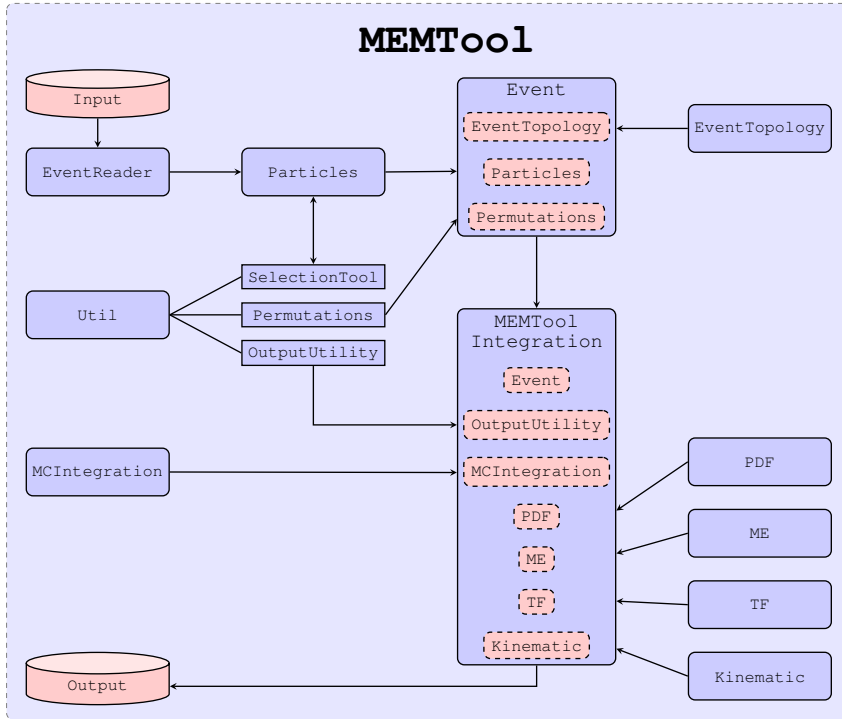 MEMTool
Input
Event
EventTopology
EventTopology
EventReader
Particles
Particles
Permutations
SelectionTool
Util
Permutations
OutputUtility
MEMTool
Integration
Event
OutputUtility
MCIntegration
MCIntegration
PDF
PDF
ME
ME
TF
TF
Kinematic
Kinematic
Output